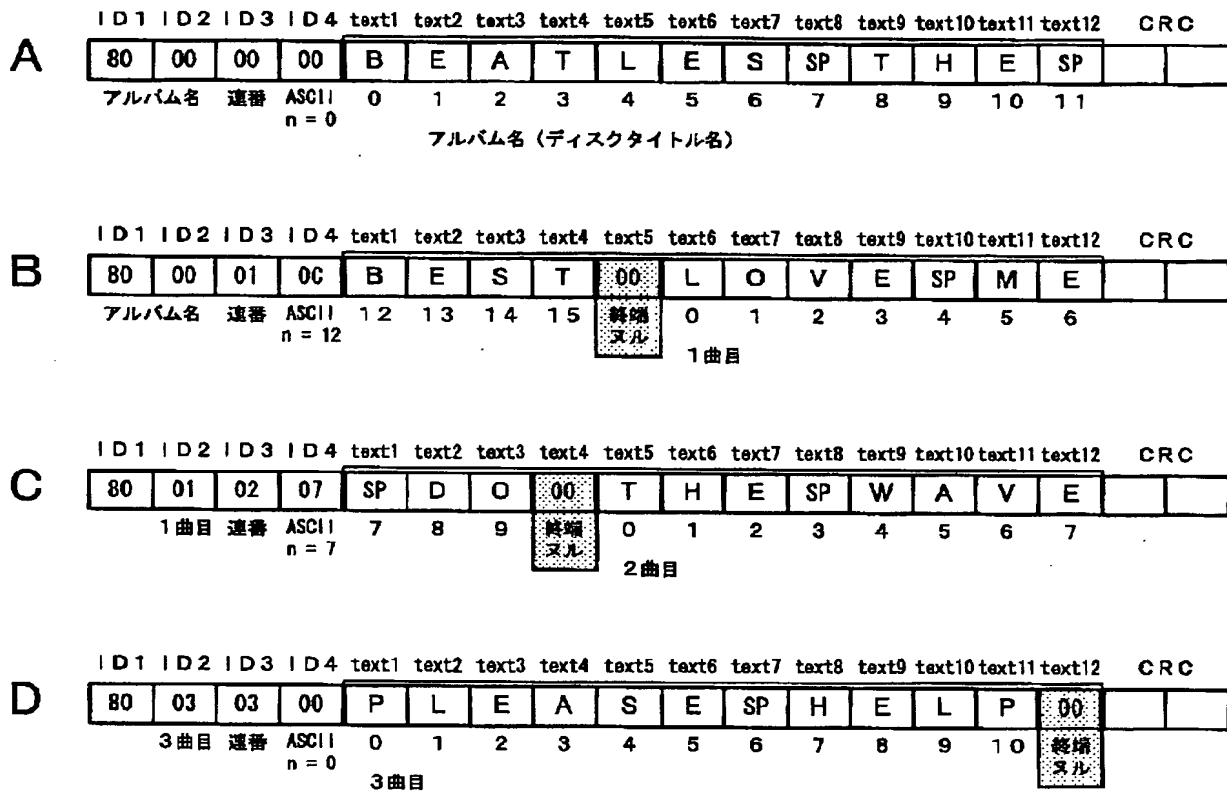 ID1 ID2 ID3 ID4 text1 text2 text3 text4 text5 text6 text7 text8 text9 text10 text11 text12 CRC
A 80 00 00 00 B E A T L E S SP T H E SP
アルバム名 連番 ASCII 0 1 2 3 4 5 6 7 8 9 10 11
n = 0
アルバム名（ディスクタイトル名）
ID1 ID2 ID3 ID4 text1 text2 text3 text4 text5 text6 text7 text8 text9 text10 text11 text12 CRC
B 80 00 01 0C B E S T 00 L O V E SP M E
アルバム名 連番 ASCII 12 13 14 15 終端 0 1 2 3 4 5 6
n = 12 ヌル
1曲目
ID1 ID2 ID3 ID4 text1 text2 text3 text4 text5 text6 text7 text8 text9 text10 text11 text12 CRC
C 80 01 02 07 SP D O 00 T H E SP W A V E
1曲目 連番 ASCII 7 8 9 終端 0 1 2 3 4 5 6 7
n = 7 ヌル
2曲目
ID1 ID2 ID3 ID4 text1 text2 text3 text4 text5 text6 text7 text8 text9 text10 text11 text12 CRC
D 80 03 03 00 P L E A S E SP H E L P 00
3曲目 連番 ASCII 0 1 2 3 4 5 6 7 8 9 10 終端
n = 0 ヌル
3曲目